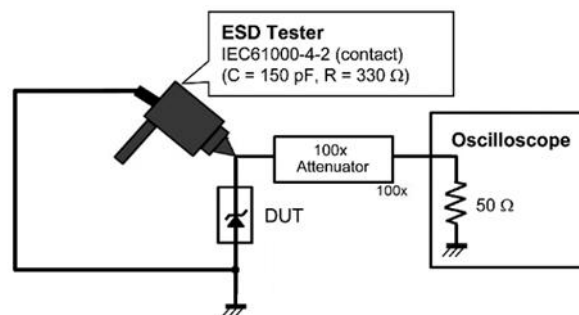 ESD Tester
IEC61000-4-2 (contact)
(C = 150 pF, R = 330 Ω)
Oscilloscope
100x
Attenuator
100x
50 Ω
DUT